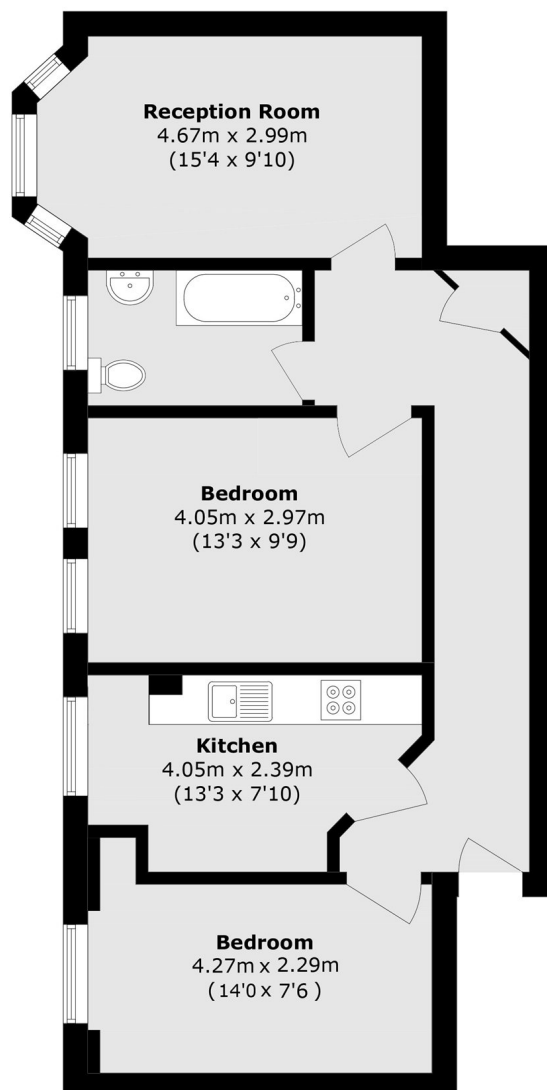 Reception Room
4.67m x 2.99m
(15'4 x 9'10)
Bedroom
4.05m x 2.97m
(13'3 x 9'9)
Kitchen
4.05m x 2.39m
(13'3 x 7'10)
Bedroom
4.27m x 2.29m
(14'0 x 7'6 )